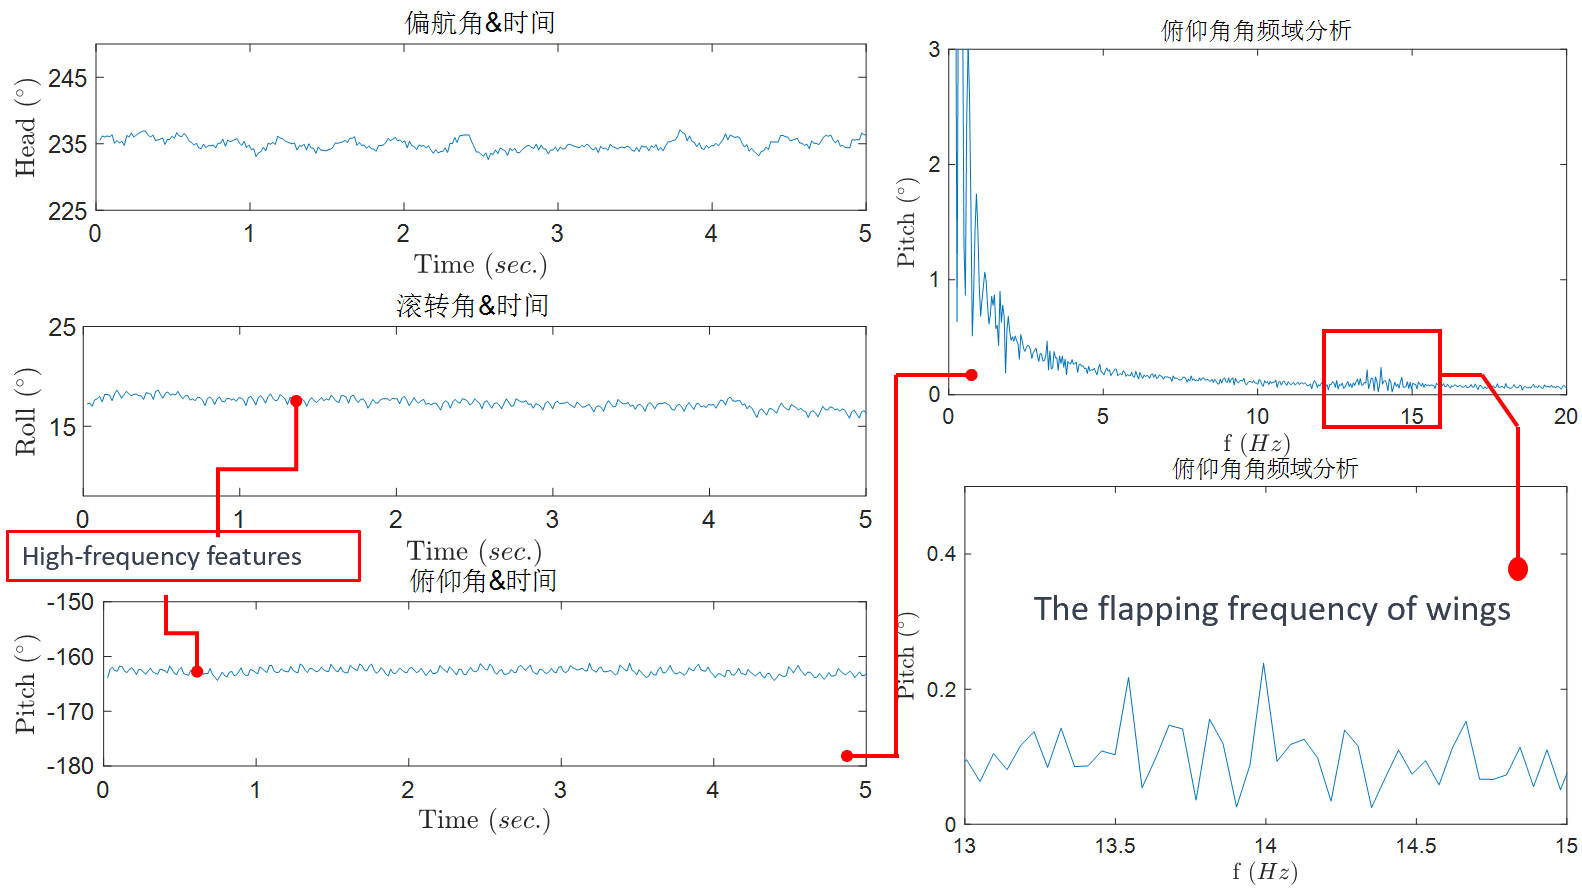 偏航角&时间
245
235
225
Head (°)
0 1 2 3 4 5
Time (sec.)
滚转角&时间
25
15
Roll (°)
0 1 2 3 4 5
Time (sec.)
High-frequency features
俯仰角&时间
-150
-160
-170
-180
Pitch (°)
0 1 2 3 4 5
Time (sec.)
俯仰角角频域分析
3
2
1
0
Pitch (°)
0 5 10 15 20
f (Hz)
俯仰角角频域分析
0.4
0.2
0
Pitch (°)
The flapping frequency of wings
13 13.5 14 14.5 15
f (Hz)